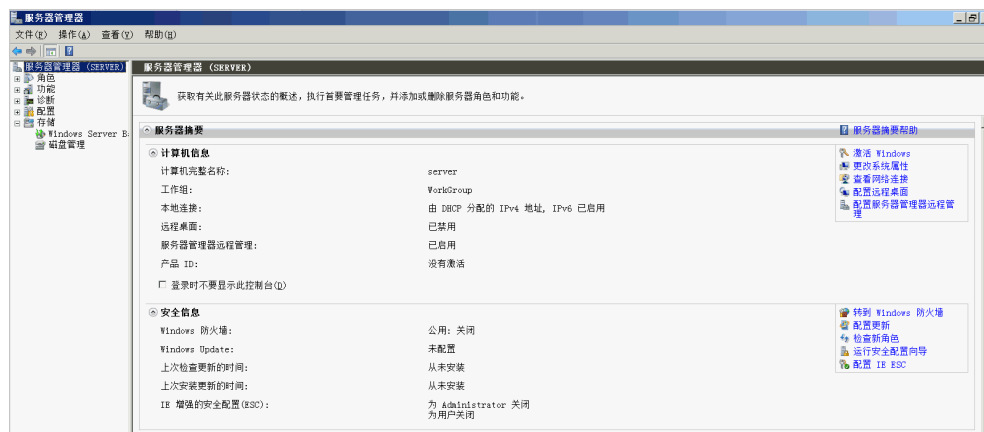 服务器管理器
文件(F) 操作(A) 查看(V) 帮助(H)
服务器管理器 (SERVER)
角色
功能
诊断
配置
存储
Windows Server B
磁盘管理
服务器管理器 (SERVER)
获取有关此服务器状态的概述，执行首要管理任务，并添加或删除服务器角色和功能。
服务器摘要
服务器摘要帮助
计算机信息
计算机完整名称: server
工作组: WorkGroup
本地连接: 由 DHCP 分配的 IPv4 地址, IPv6 已启用
远程桌面: 已禁用
服务器管理器远程管理: 已启用
产品 ID: 没有激活
登录时不要显示此控制台(D)
激活 Windows
更改系统属性
查看网络连接
配置远程桌面
配置服务器管理器远程管
理
安全信息
Windows 防火墙: 公用: 关闭
Windows Update: 未配置
上次检查更新的时间: 从未安装
上次安装更新的时间: 从未安装
IE 增强的安全配置(ESC): 为 Administrator 关闭
为用户关闭
转到 Windows 防火墙
配置更新
检查新角色
运行安全配置向导
配置 IE ESC